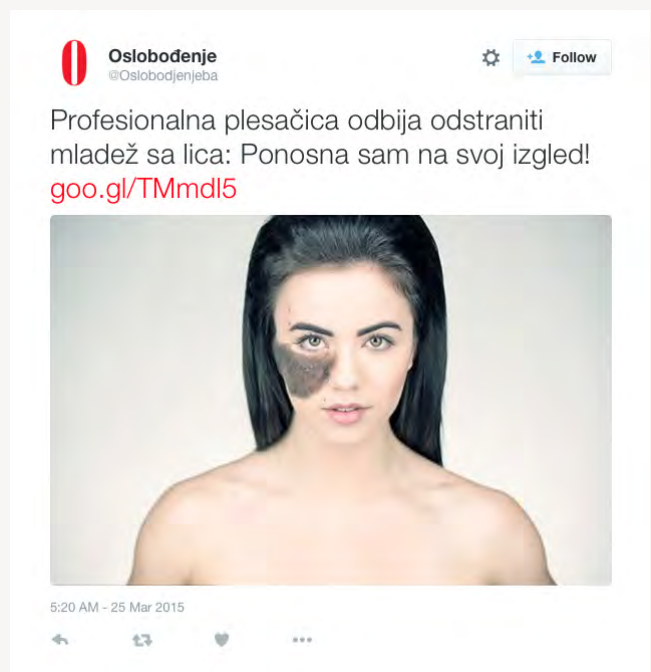 Oslobođenje
@Oslobodjenjeba
Follow
Profesionalna plesačica odbija odstraniti
mladež sa lica: Ponosna sam na svoj izgled!
goo.gl/TMmdl5
5:20 AM - 25 Mar 2015